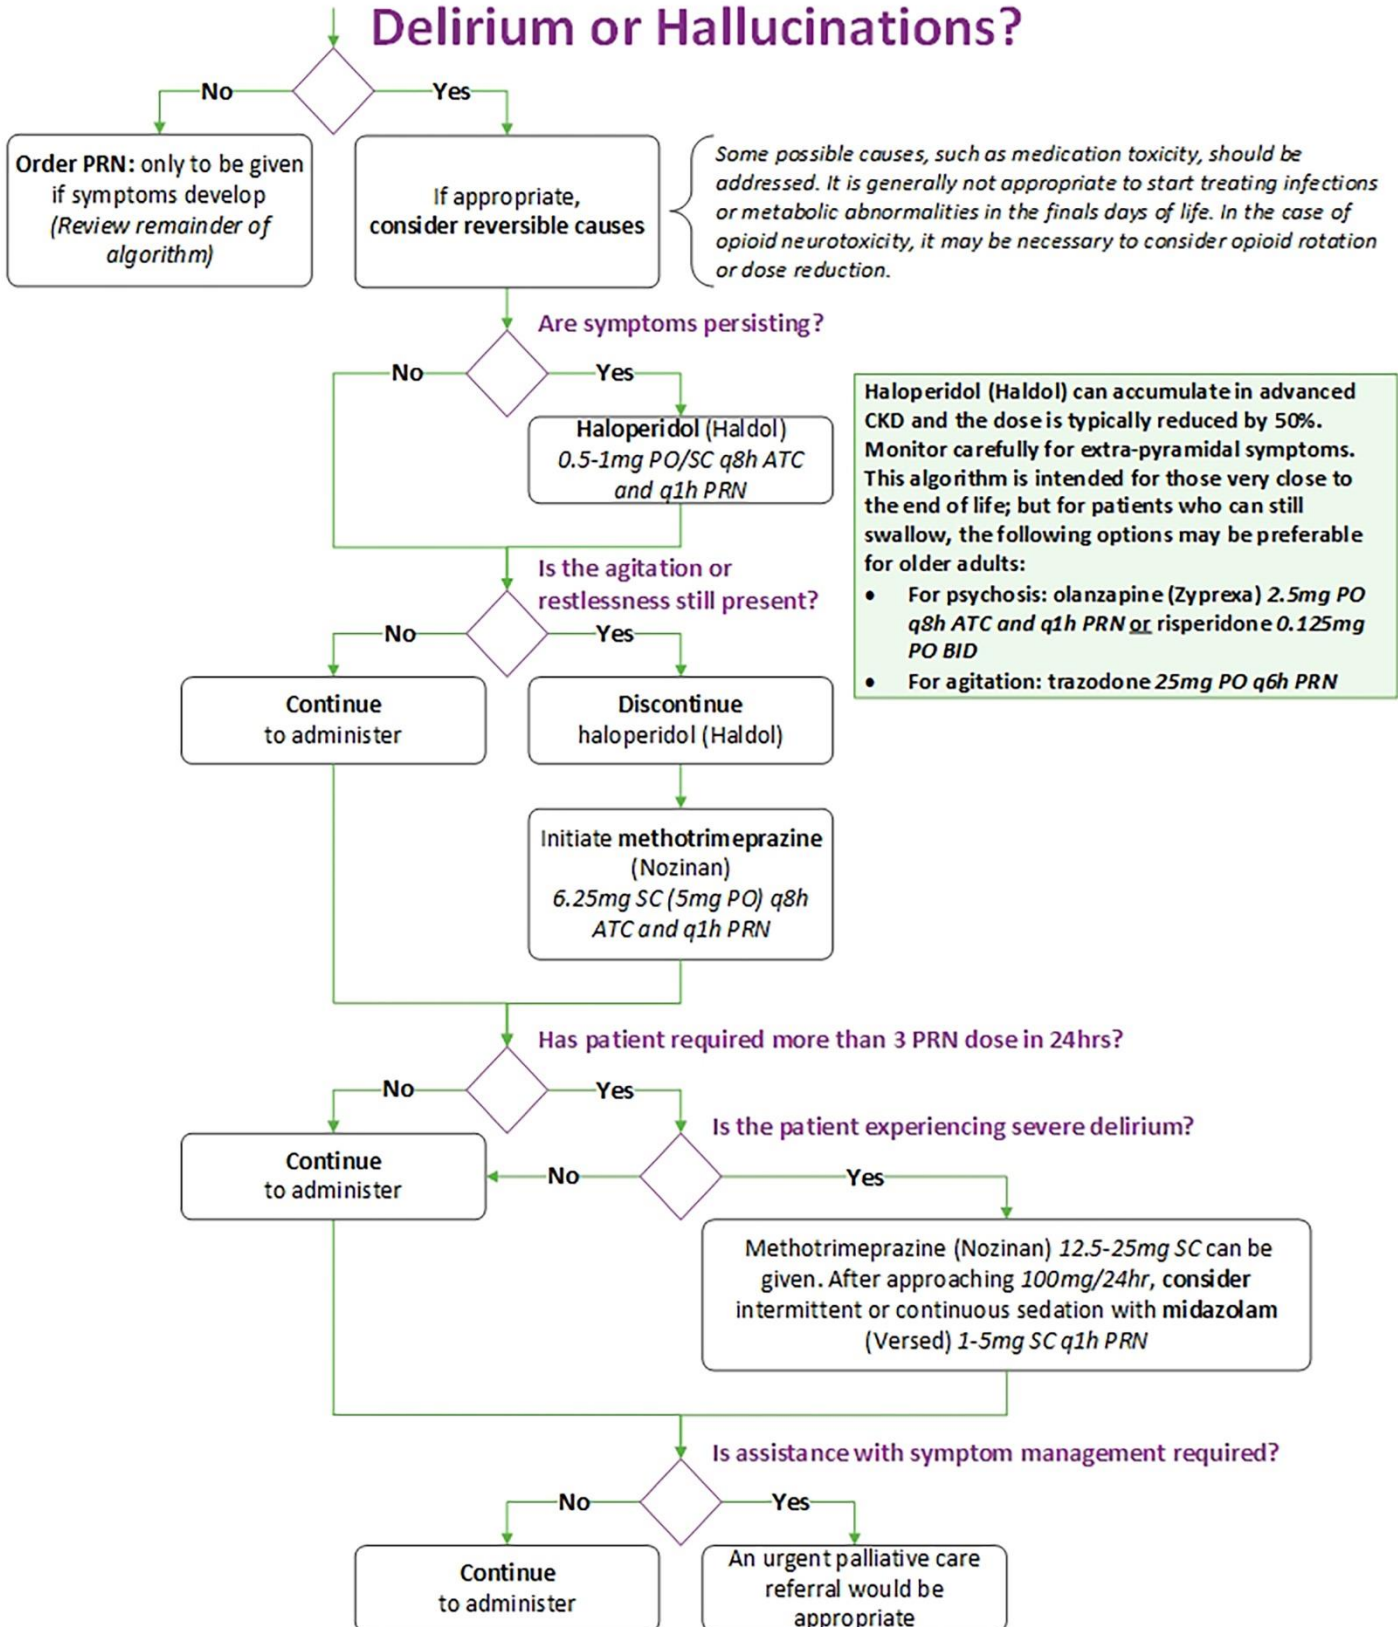 Delirium or Hallucinations?
No
Yes
Order PRN: only to be given
if symptoms develop
(Review remainder of
algorithm)
If appropriate,
consider reversible causes
Some possible causes, such as medication toxicity, should be
addressed. It is generally not appropriate to start treating infections
or metabolic abnormalities in the finals days of life. In the case of
opioid neurotoxicity, it may be necessary to consider opioid rotation
or dose reduction.
Are symptoms persisting?
No
Yes
Haloperidol (Haldol)
0.5-1mg PO/SC q8h ATC
and q1h PRN
Haloperidol (Haldol) can accumulate in advanced
CKD and the dose is typically reduced by 50%.
Monitor carefully for extra-pyramidal symptoms.
This algorithm is intended for those very close to
the end of life; but for patients who can still
swallow, the following options may be preferable
for older adults:
• For psychosis: olanzapine (Zyprexa) 2.5mg PO
q8h ATC and q1h PRN or risperidone 0.125mg
PO BID
• For agitation: trazodone 25mg PO q6h PRN
Is the agitation or
restlessness still present?
No
Yes
Continue
to administer
Discontinue
haloperidol (Haldol)
Initiate methotrimeprazine
(Nozinan)
6.25mg SC (5mg PO) q8h
ATC and q1h PRN
Has patient required more than 3 PRN dose in 24hrs?
No
Yes
Is the patient experiencing severe delirium?
Continue
to administer
No
Yes
Methotrimeprazine (Nozinan) 12.5-25mg SC can be
given. After approaching 100mg/24hr, consider
intermittent or continuous sedation with midazolam
(Versed) 1-5mg SC q1h PRN
Is assistance with symptom management required?
No
Yes
Continue
to administer
An urgent palliative care
referral would be
appropriate